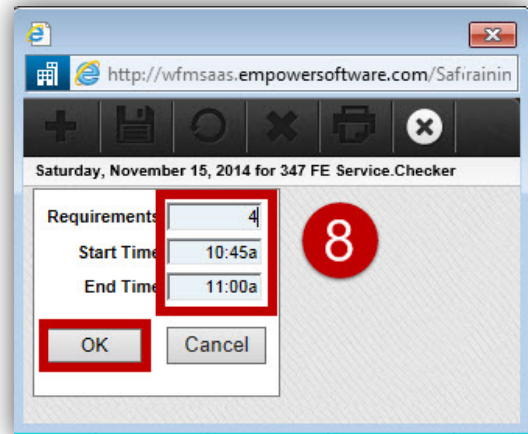 http://wfmsaas.empowersoftware.com/Safirainin
Saturday, November 15, 2014 for 347 FE Service.Checker
Requirements 4
Start Time 10:45a
End Time 11:00a
8
OK Cancel